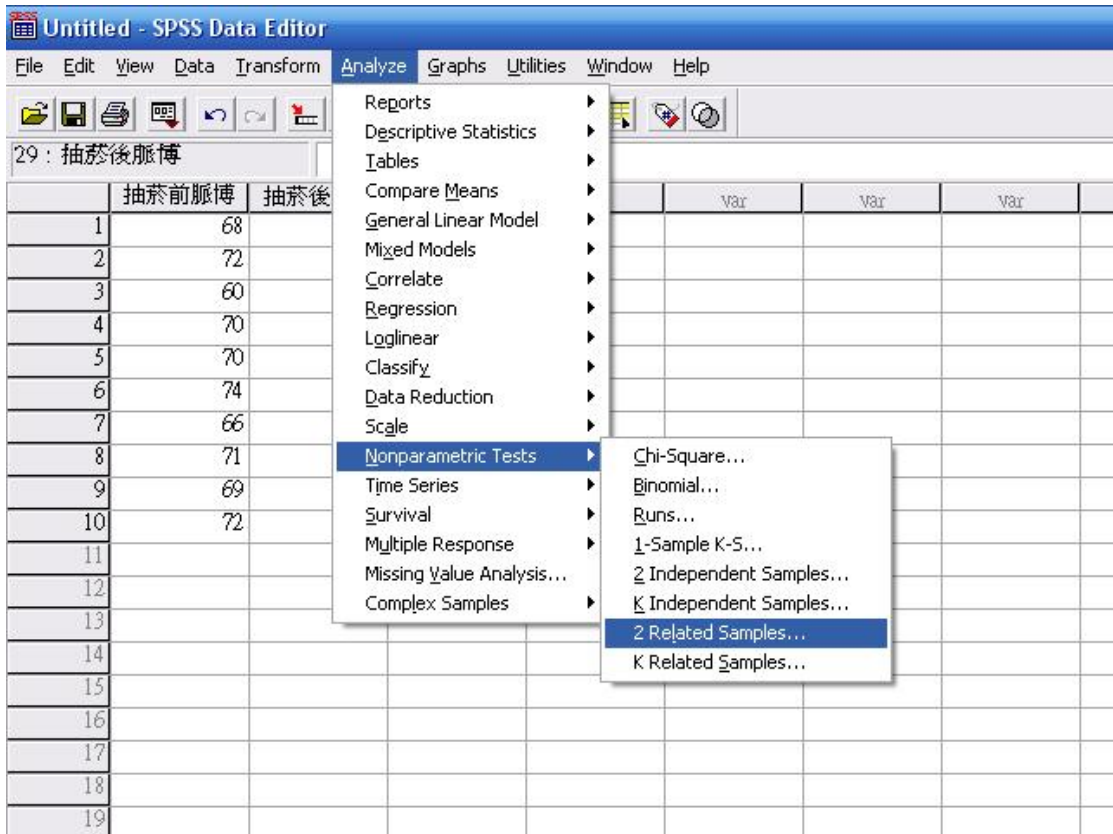 Untitled - SPSS Data Editor
File Edit View Data Transform Analyze Graphs Utilities Window Help
29 : 抽菸後脈博
抽菸前脈博 抽菸後 var var var
1 68
2 72
3 60
4 70
5 70
6 74
7 66
8 71
9 69
10 72
11
12
13
14
15
16
17
18
19
Reports
Descriptive Statistics
Tables
Compare Means
General Linear Model
Mixed Models
Correlate
Regression
Loglinear
Classify
Data Reduction
Scale
Nonparametric Tests
Time Series
Survival
Multiple Response
Missing Value Analysis...
Complex Samples
Chi-Square...
Binomial...
Runs...
1-Sample K-S...
2 Independent Samples...
K Independent Samples...
2 Related Samples...
K Related Samples...